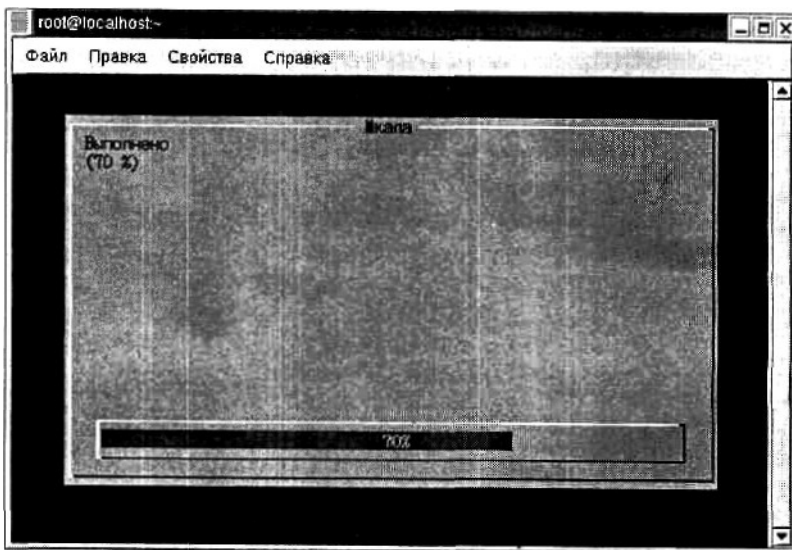 root@localhost:~
Файл Правка Свойства Справка
Шкала
Выполнено
(70 %)
70%